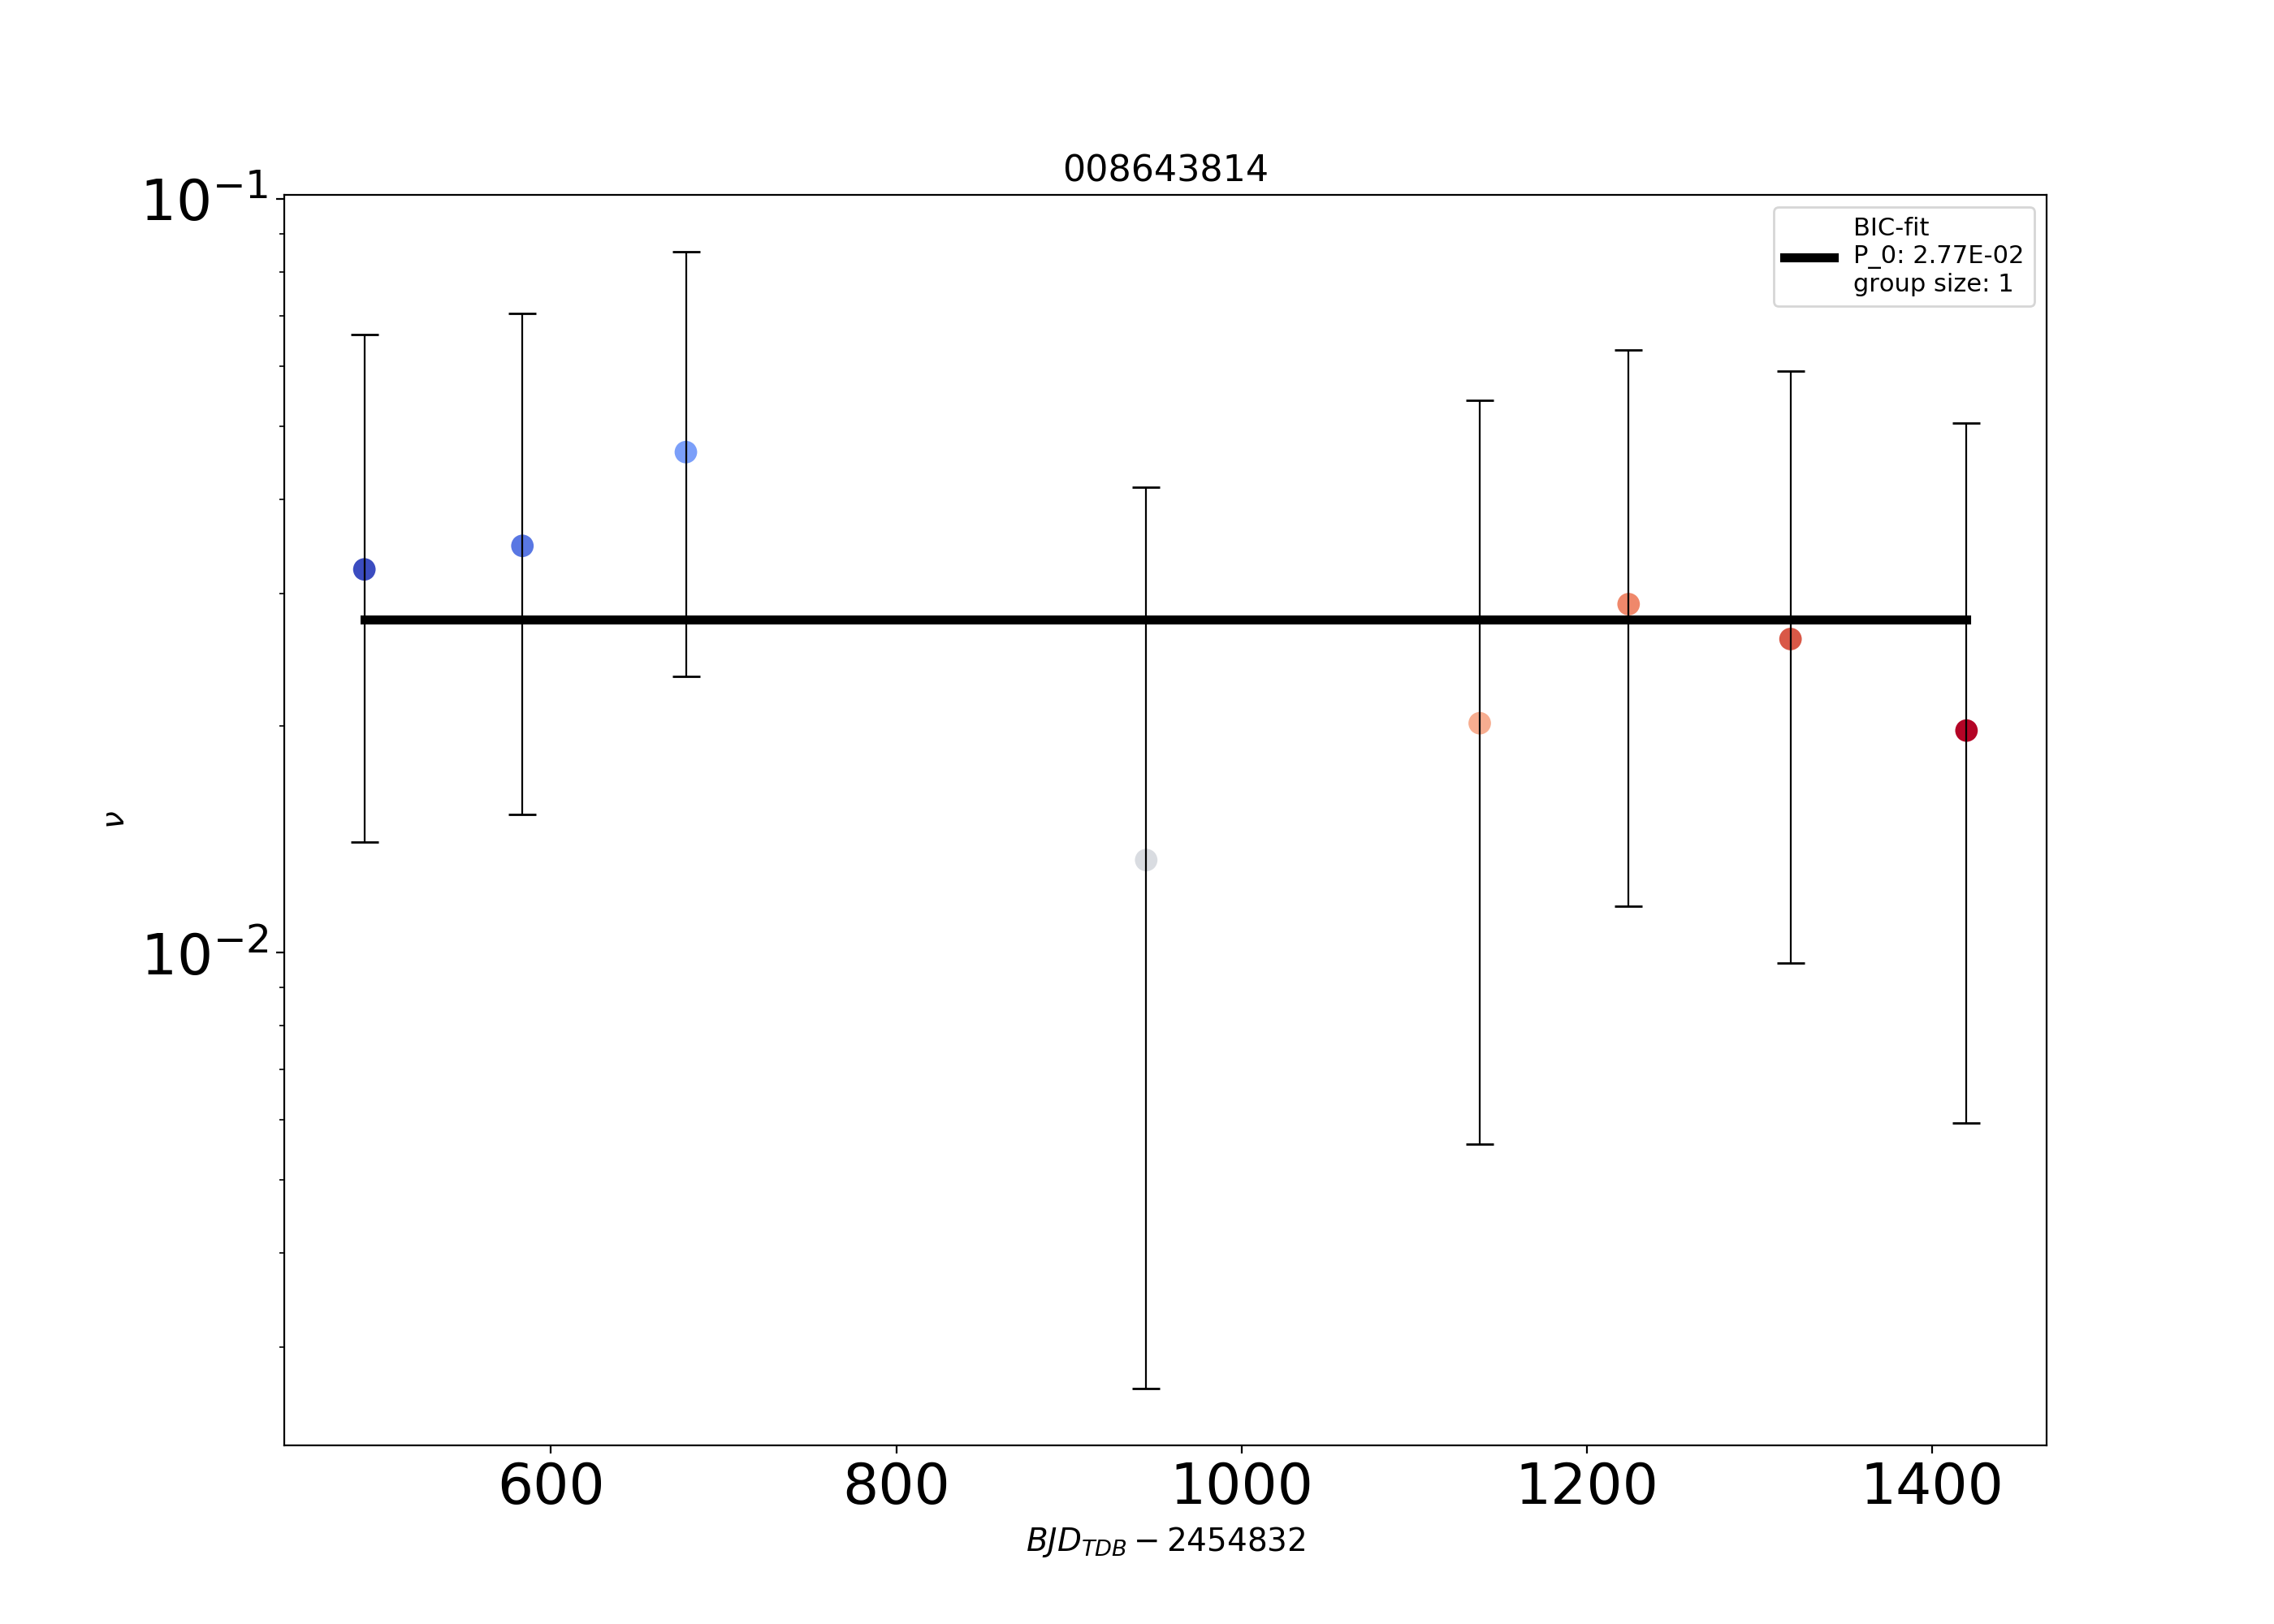 008643814
10⁻¹
BIC-fit
P_0: 2.77E-02
group size: 1
ν
10⁻²
600 800 1000 1200 1400
BJD_TDB − 2454832